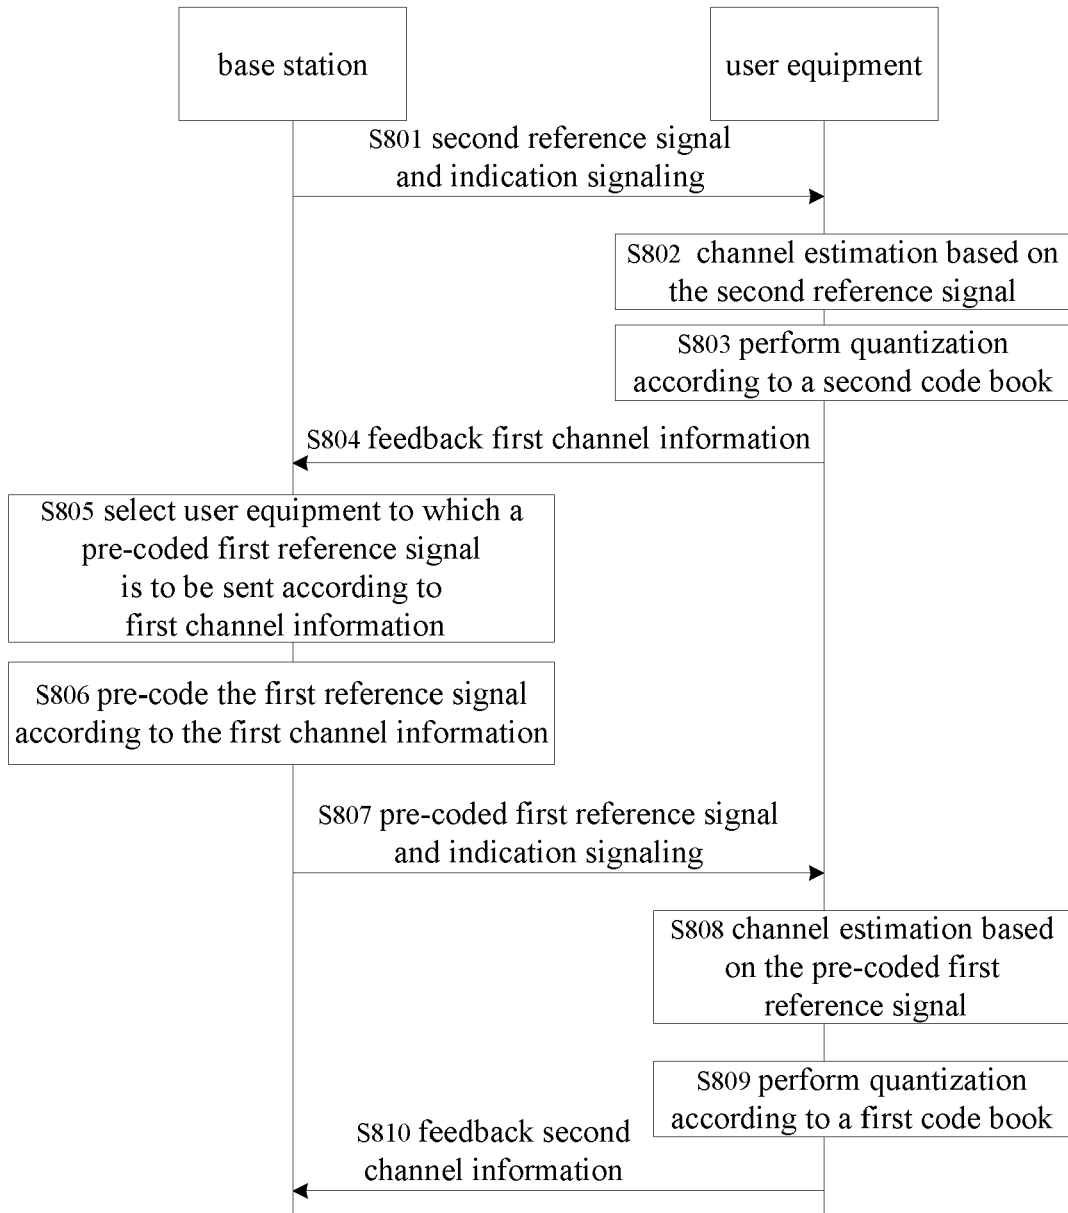 base station
user equipment
S801 second reference signal
and indication signaling
S802 channel estimation based on
the second reference signal
S803 perform quantization
according to a second code book
S804 feedback first channel information
S805 select user equipment to which a
pre-coded first reference signal
is to be sent according to
first channel information
S806 pre-code the first reference signal
according to the first channel information
S807 pre-coded first reference signal
and indication signaling
S808 channel estimation based
on the pre-coded first
reference signal
S809 perform quantization
according to a first code book
S810 feedback second
channel information